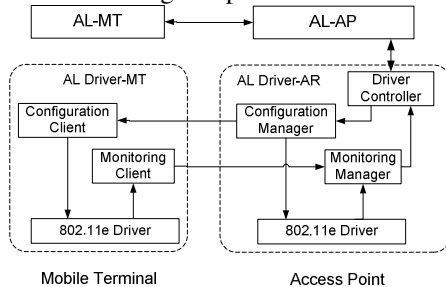 AL-MT
AL-AP
AL Driver-MT
AL Driver-AR
Driver
Controller
Configuration
Client
Configuration
Manager
Monitoring
Client
Monitoring
Manager
802.11e Driver
802.11e Driver
Mobile Terminal
Access Point